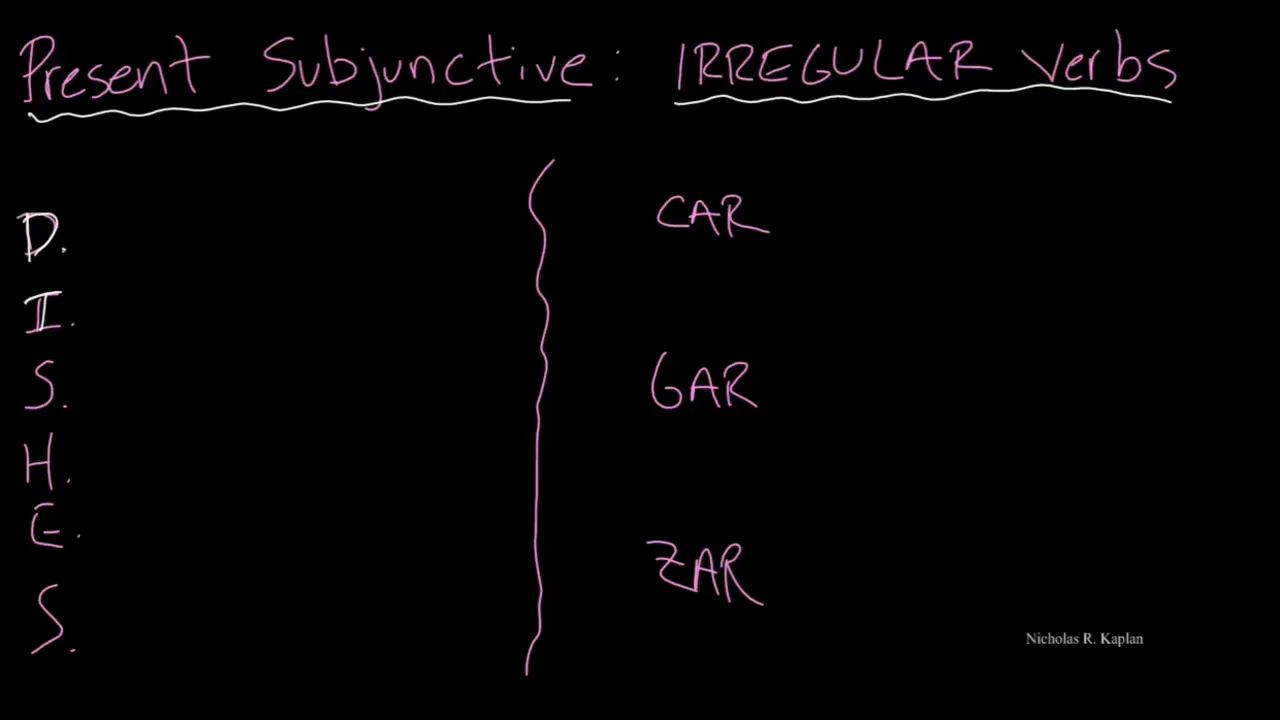 Present Subjunctive: IRREGULAR Verbs
D.
I.
S.
H.
E.
S.
CAR
GAR
ZAR
Nicholas R. Kaplan